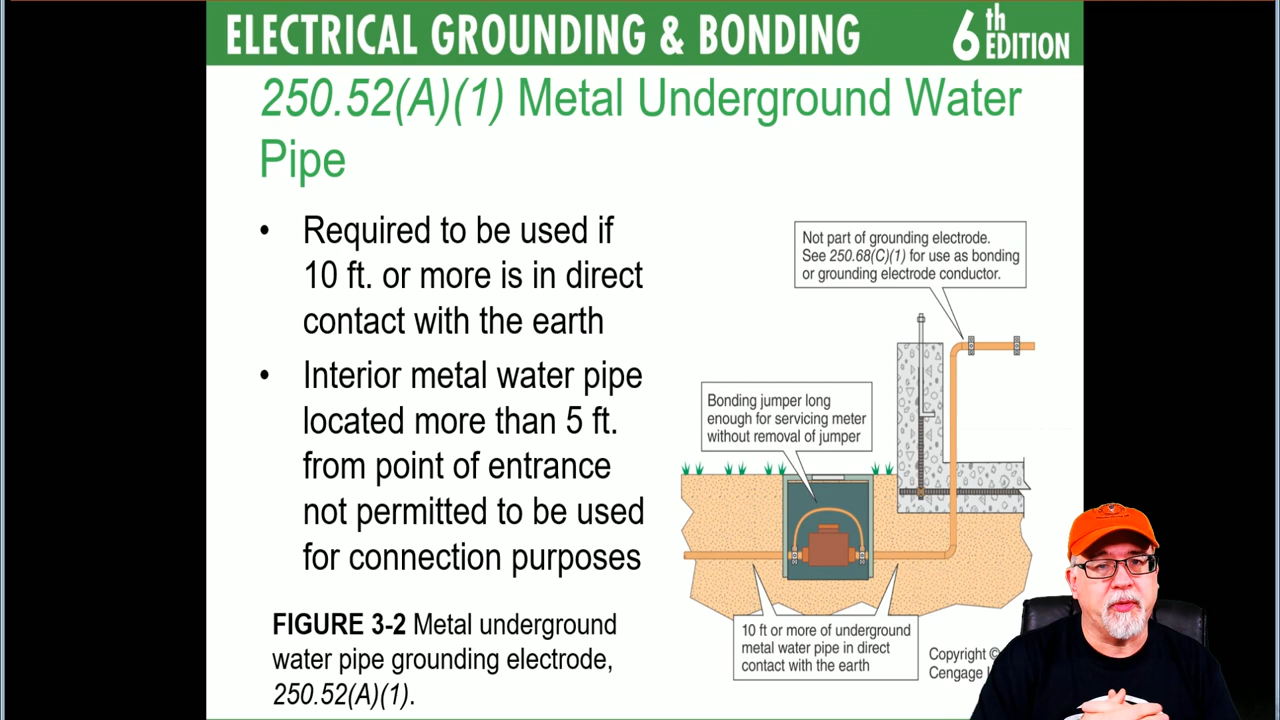 ELECTRICAL GROUNDING & BONDING
6th EDITION
250.52(A)(1) Metal Underground Water
Pipe
• Required to be used if
10 ft. or more is in direct
contact with the earth
• Interior metal water pipe
located more than 5 ft.
from point of entrance
not permitted to be used
for connection purposes
FIGURE 3-2 Metal underground
water pipe grounding electrode,
250.52(A)(1).
Not part of grounding electrode.
See 250.68(C)(1) for use as bonding
or grounding electrode conductor.
Bonding jumper long
enough for servicing meter
without removal of jumper
10 ft or more of underground
metal water pipe in direct
contact with the earth
Copyright ©
Cengage